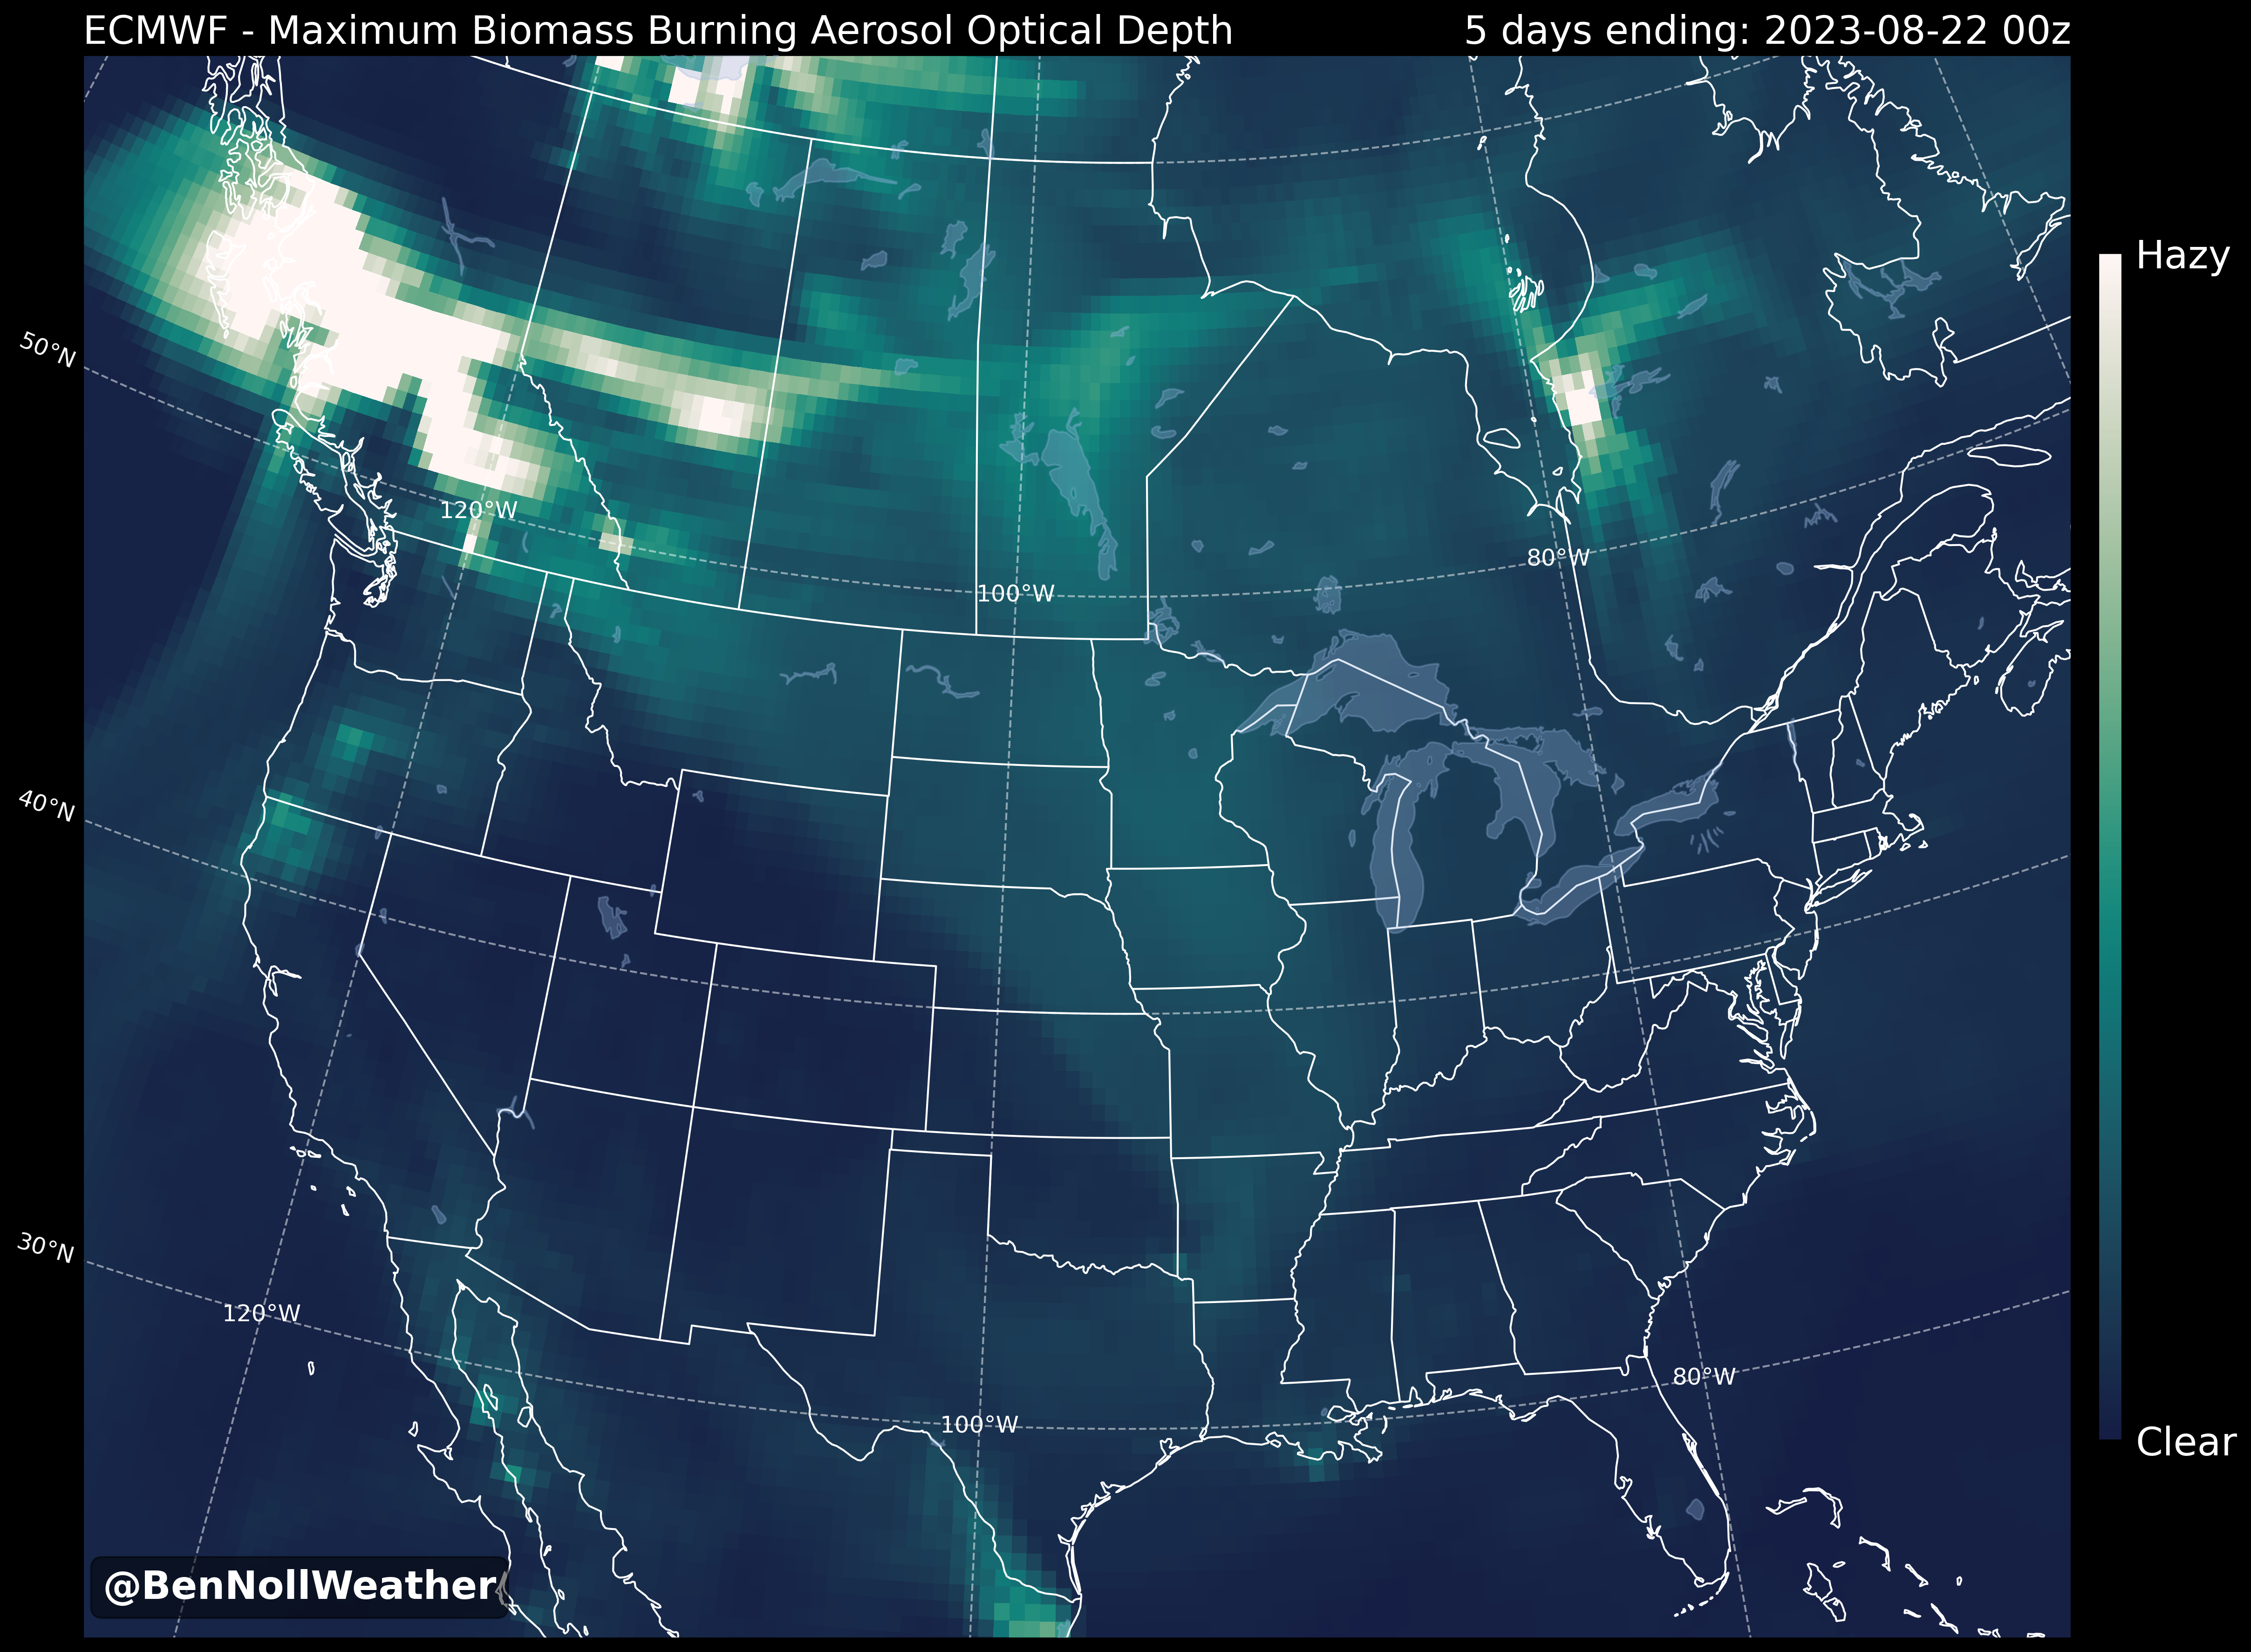 ECMWF - Maximum Biomass Burning Aerosol Optical Depth
5 days ending: 2023-08-22 00z
Hazy
50°N
120°W
80°W
100°W
40°N
30°N
120°W
80°W
100°W
Clear
@BenNollWeather